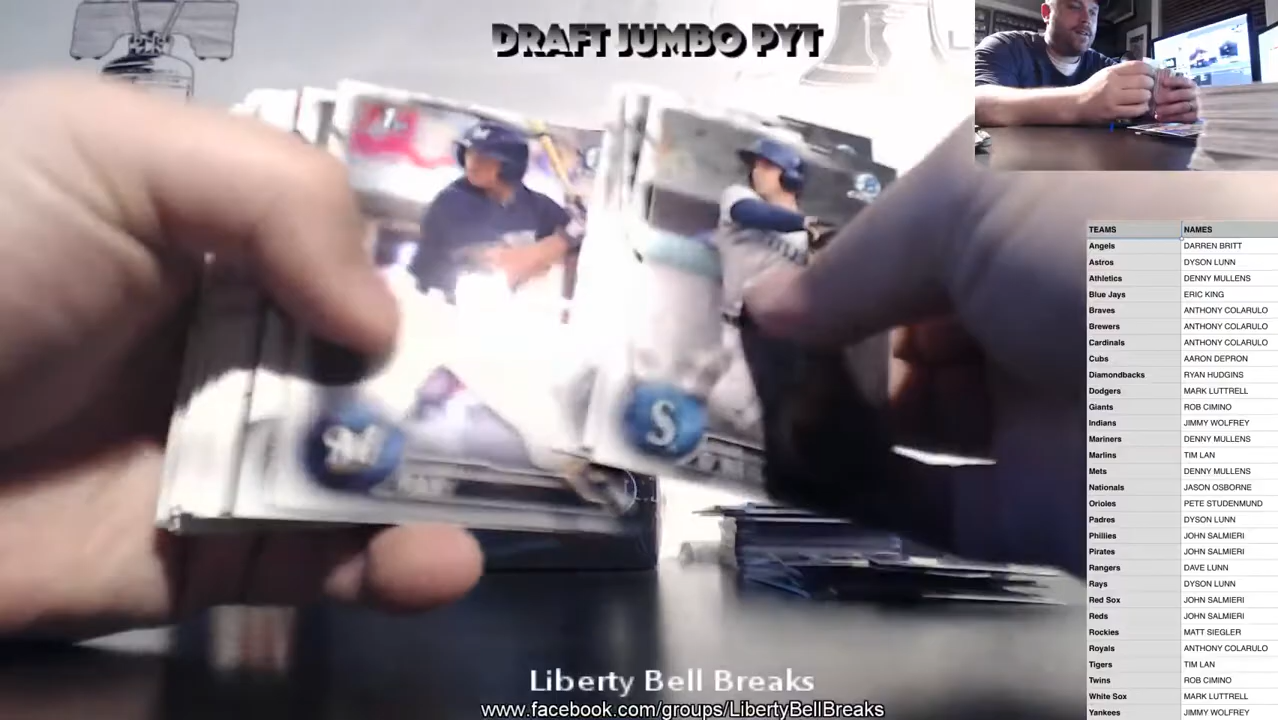 DRAFT JUMBO PYT
TEAMS NAMES
Angels DARREN BRITT
Astros DYSON LUNN
Athletics DENNY MULLENS
Blue Jays ERIC KING
Braves ANTHONY COLARULO
Brewers ANTHONY COLARULO
Cardinals ANTHONY COLARULO
Cubs AARON DEPRON
Diamondbacks RYAN HUDGINS
Dodgers MARK LUTTRELL
Giants ROB CIMINO
Indians JIMMY WOLFREY
Mariners DENNY MULLENS
Marlins TIM LAN
Mets DENNY MULLENS
Nationals JASON OSBORNE
Orioles PETE STUDENMUND
Padres DYSON LUNN
Phillies JOHN SALMIERI
Pirates JOHN SALMIERI
Rangers DAVE LUNN
Rays DYSON LUNN
Red Sox JOHN SALMIERI
Reds JOHN SALMIERI
Rockies MATT SIEGLER
Royals ANTHONY COLARULO
Tigers TIM LAN
Twins ROB CIMINO
White Sox MARK LUTTRELL
Yankees JIMMY WOLFREY
M
S
Liberty Bell Breaks
www.facebook.com/groups/LibertyBellBreaks